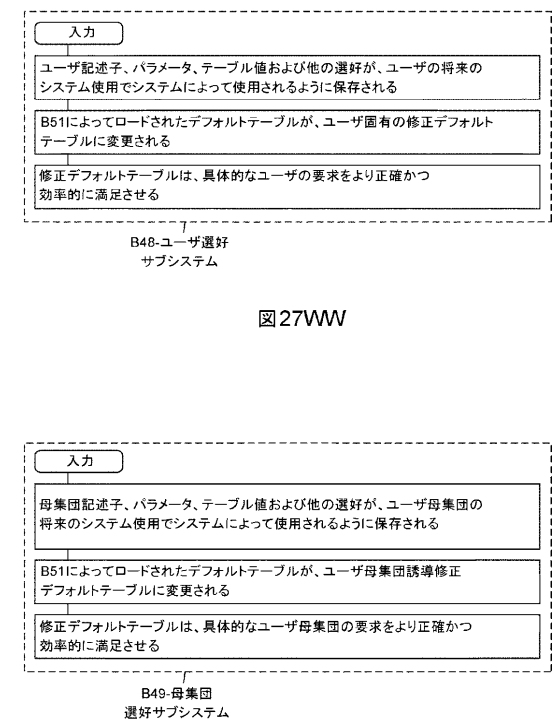 入力
ユーザ記述子、パラメータ、テーブル値および他の選好が、ユーザの将来の
システム使用でシステムによって使用されるように保存される
B51によってロードされたデフォルトテーブルが、ユーザ固有の修正デフォルト
テーブルに変更される
修正デフォルトテーブルは、具体的なユーザの要求をより正確かつ
効率的に満足させる
B48-ユーザ選好
サブシステム
図27WW
入力
母集団記述子、パラメータ、テーブル値および他の選好が、ユーザ母集団の
将来のシステム使用でシステムによって使用されるように保存される
B51によってロードされたデフォルトテーブルが、ユーザ母集団誘導修正
デフォルトテーブルに変更される
修正デフォルトテーブルは、具体的なユーザ母集団の要求をより正確かつ
効率的に満足させる
B49-母集団
選好サブシステム